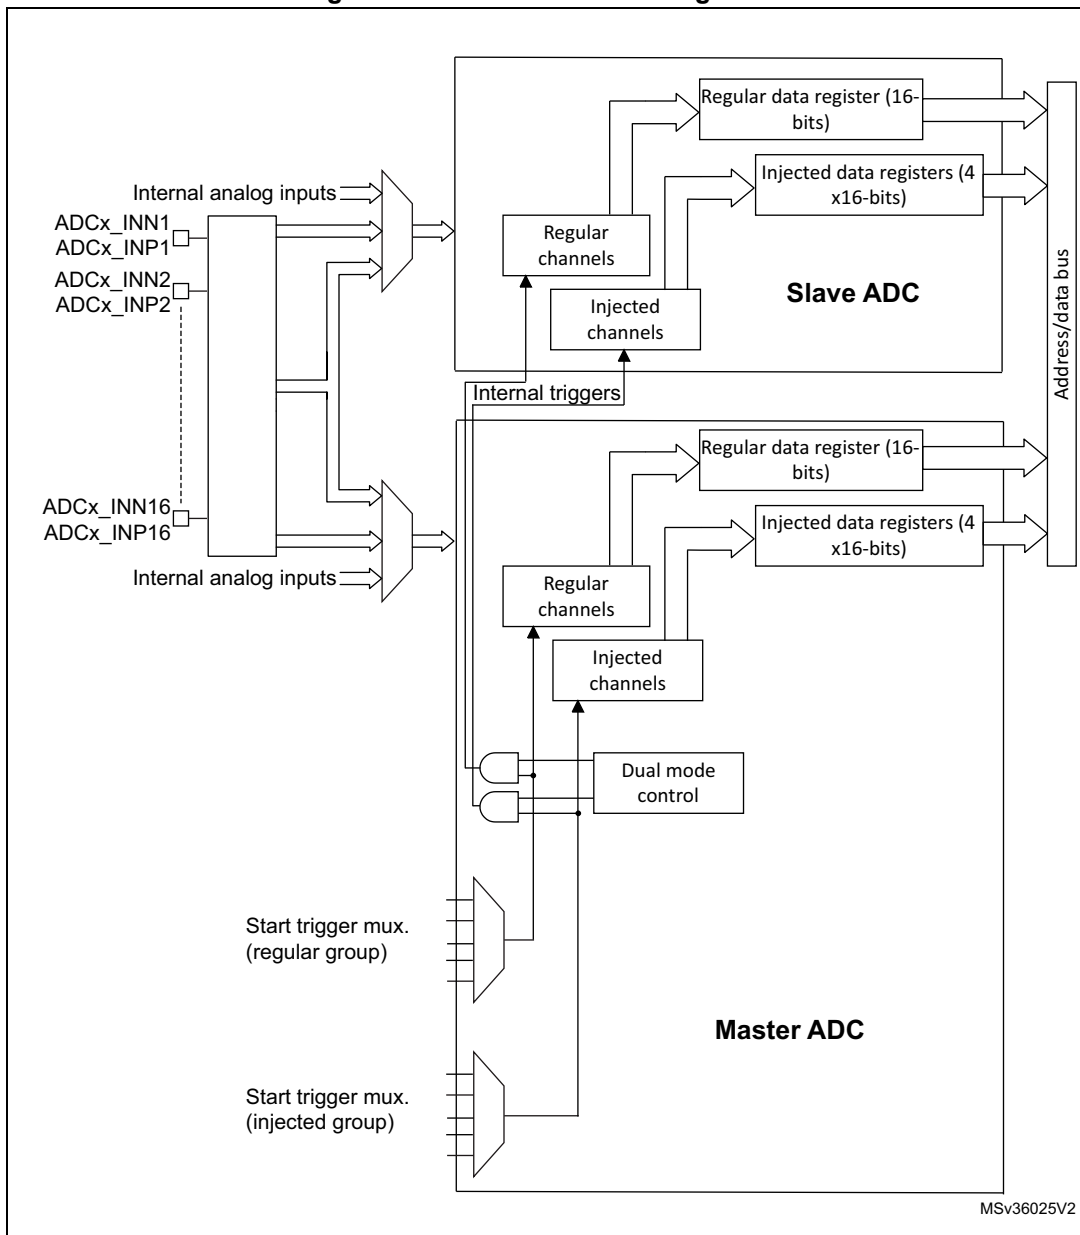 Regular data register (16-
bits)
Internal analog inputs
Injected data registers (4
x16-bits)
ADCx_INN1
ADCx_INP1
Regular
channels
ADCx_INN2
ADCx_INP2
Slave ADC
Injected
channels
Address/data bus
Internal triggers
Regular data register (16-
bits)
ADCx_INN16
ADCx_INP16
Injected data registers (4
x16-bits)
Internal analog inputs
Regular
channels
Injected
channels
Dual mode
control
Start trigger mux.
(regular group)
Master ADC
Start trigger mux.
(injected group)
MSv36025V2